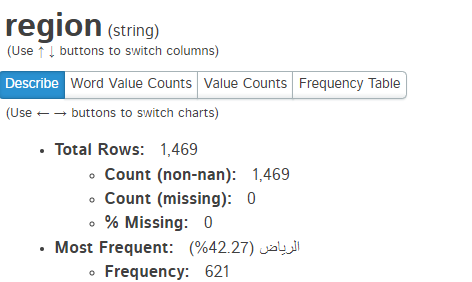 region (string)
(Use ↑ ↓ buttons to switch columns)
Describe Word Value Counts Value Counts Frequency Table
(Use ← → buttons to switch charts)
• Total Rows: 1,469
◦ Count (non-nan): 1,469
◦ Count (missing): 0
◦ % Missing: 0
• Most Frequent: الرياض (%42.27)
◦ Frequency: 621